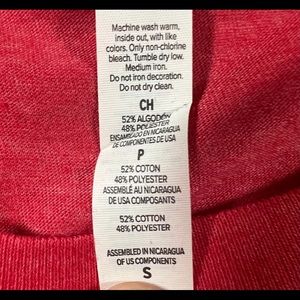 Machine wash warm,
inside out, with like
colors. Only non-chlorine
bleach. Tumble dry low.
Medium iron.
Do not iron decoration.
Do not dry clean.
CH
52% ALGODÓN
48% POLIESTER
ENSAMBLADO EN NICARAGUA
DE COMPONENTES DE USA
P
52% COTON
48% POLYESTER
ASSEMBLÉ AU NICARAGUA
DE USA COMPOSANTS
52% COTTON
48% POLYESTER
ASSEMBLED IN NICARAGUA
OF US COMPONENTS
S